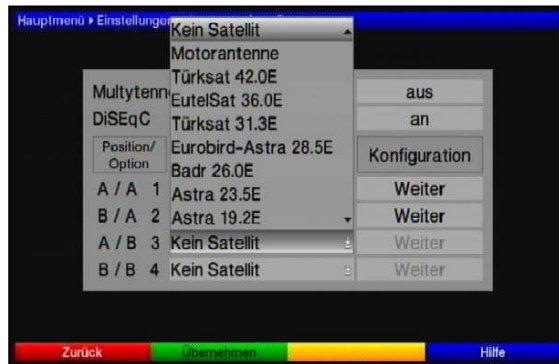 Hauptmenü ▸ Einstellungen
Kein Satellit
Motorantenne
Türksat 42.0E
EutelSat 36.0E
Türksat 31.3E
Eurobird-Astra 28.5E
Badr 26.0E
Astra 23.5E
Astra 19.2E
Multytenn
aus
DiSEqC
an
Position/
Option
Konfiguration
A / A 1
Weiter
B / A 2
Weiter
A / B 3 Kein Satellit
Weiter
B / B 4 Kein Satellit
Weiter
Zurück
Übernehmen
Hilfe